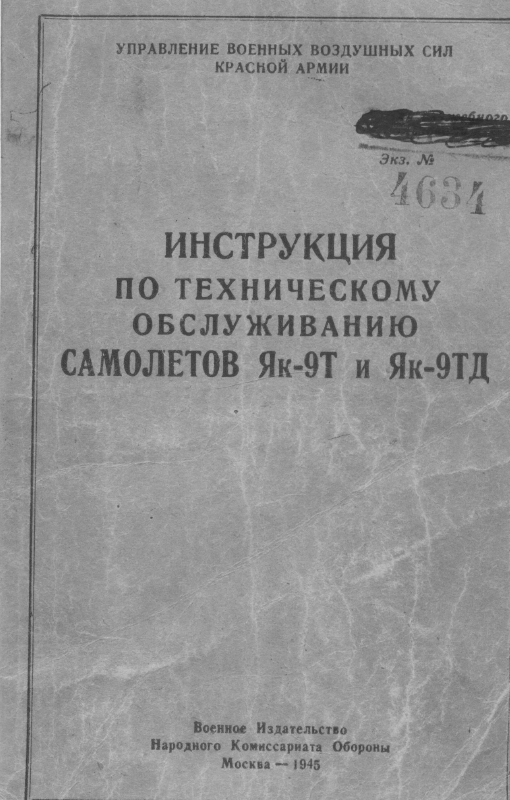 УПРАВЛЕНИЕ ВОЕННЫХ ВОЗДУШНЫХ СИЛ
КРАСНОЙ АРМИИ
Экз. №
4634
ИНСТРУКЦИЯ
ПО ТЕХНИЧЕСКОМУ
ОБСЛУЖИВАНИЮ
САМОЛЕТОВ Як-9Т и Як-9ТД
Военное Издательство
Народного Комиссариата Обороны
Москва — 1945